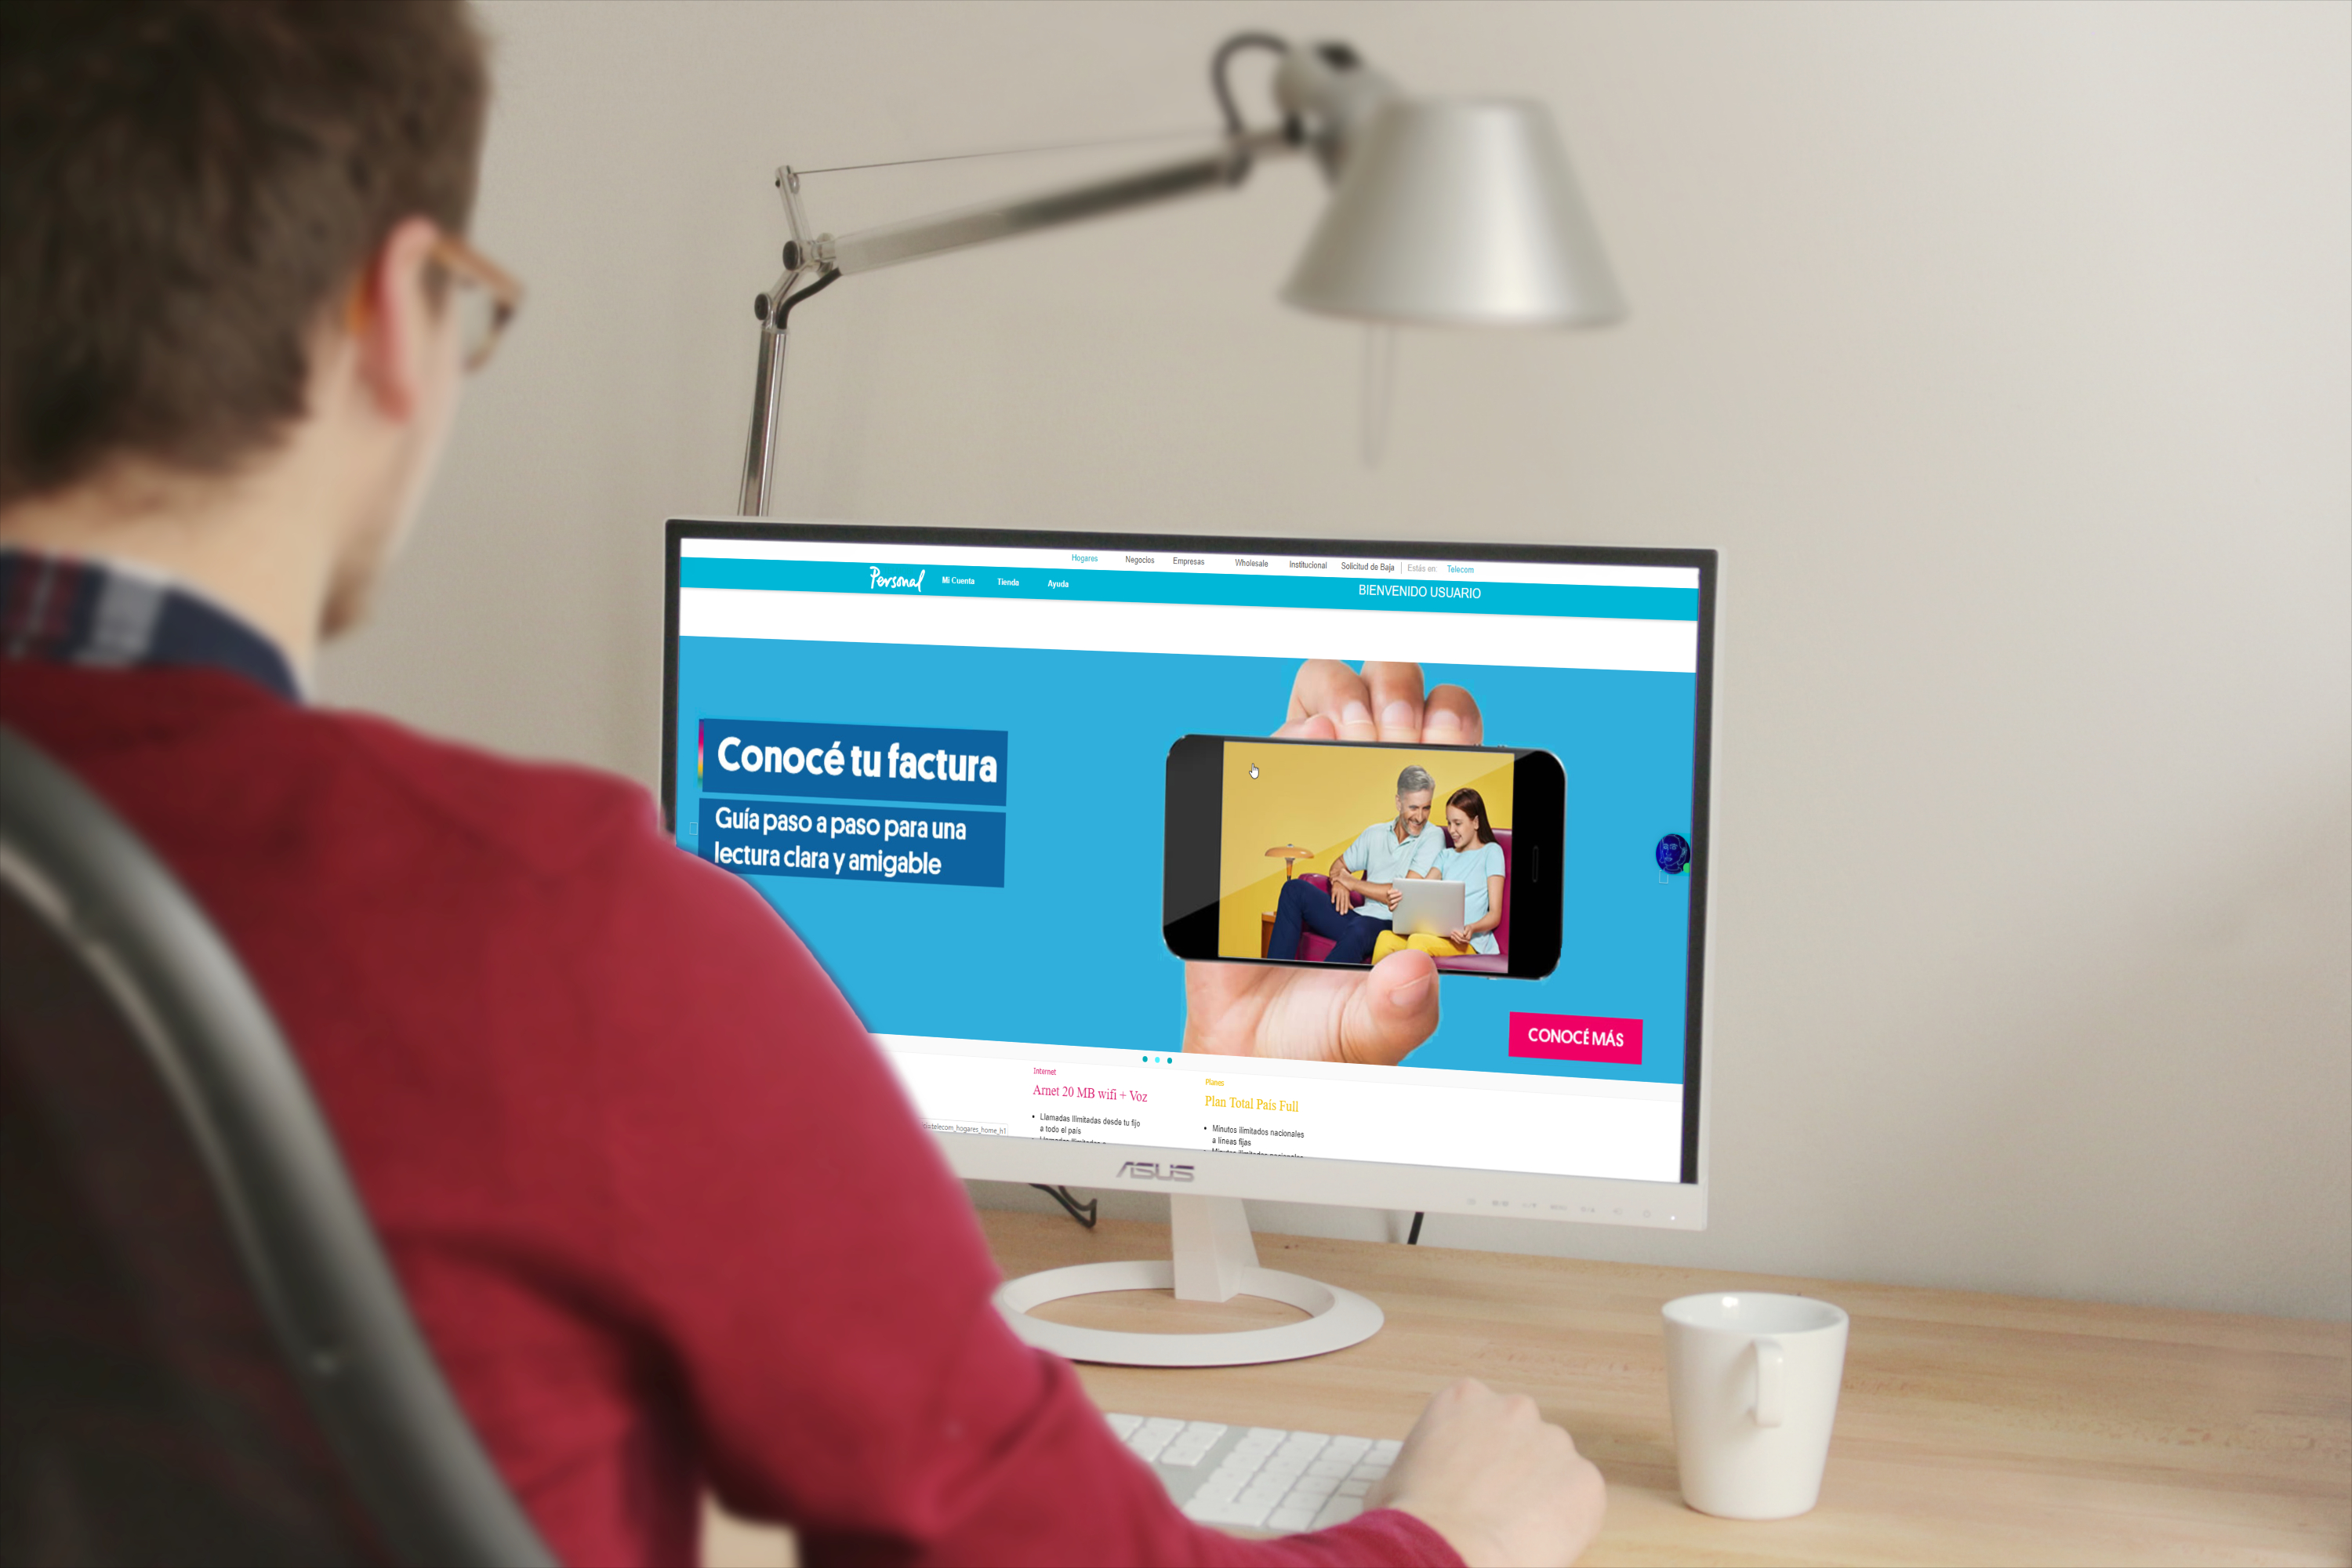 Hogares Negocios Empresas Wholesale Institucional Solicitud de Baja Estás en: Telecom
Personal Mi Cuenta Tienda Ayuda BIENVENIDO USUARIO
Conocé tu factura
Guía paso a paso para una
lectura clara y amigable
CONOCÉ MÁS
Internet
Arnet 20 MB wifi + Voz
Llamadas ilimitadas desde tu fijo
a todo el país
Planes
Plan Total País Full
Minutos ilimitados nacionales
a líneas fijas
telecom_hogares_home_h1
ASUS